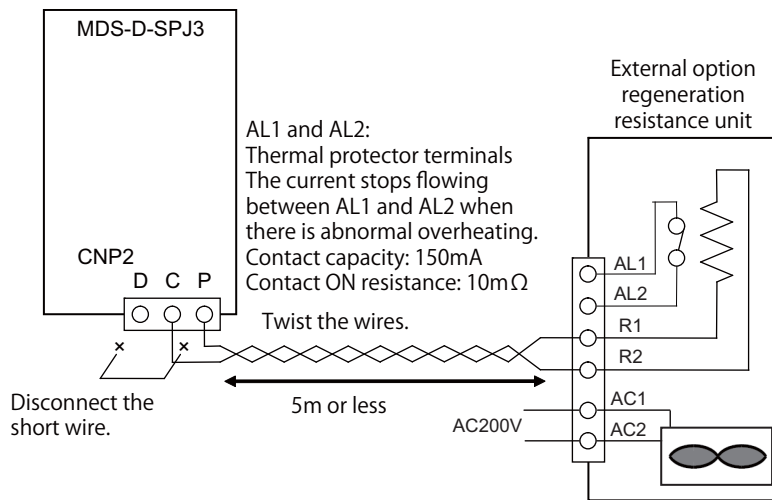 MDS-D-SPJ3
External option
regeneration
resistance unit
AL1 and AL2:
Thermal protector terminals
The current stops flowing
between AL1 and AL2 when
there is abnormal overheating.
Contact capacity: 150mA
Contact ON resistance: 10mΩ
CNP2
D C P
Twist the wires.
5m or less
Disconnect the
short wire.
AL1
AL2
R1
R2
AC200V
AC1
AC2